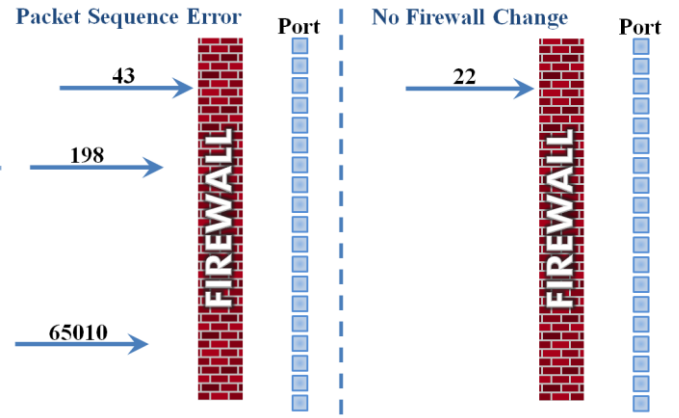 Packet Sequence Error
Port
43
198
65010
FIREWALL
No Firewall Change
Port
22
FIREWALL